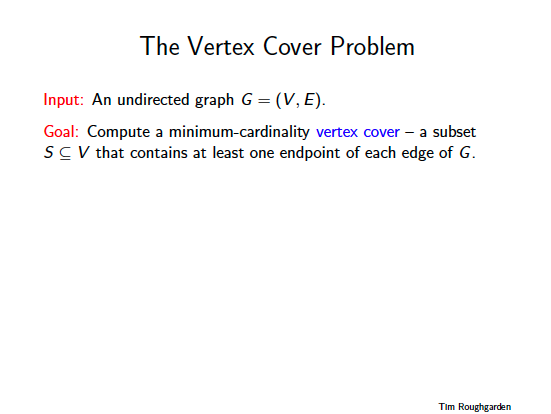 The Vertex Cover Problem
Input: An undirected graph G = (V, E).
Goal: Compute a minimum-cardinality vertex cover – a subset
S ⊆ V that contains at least one endpoint of each edge of G.
Tim Roughgarden